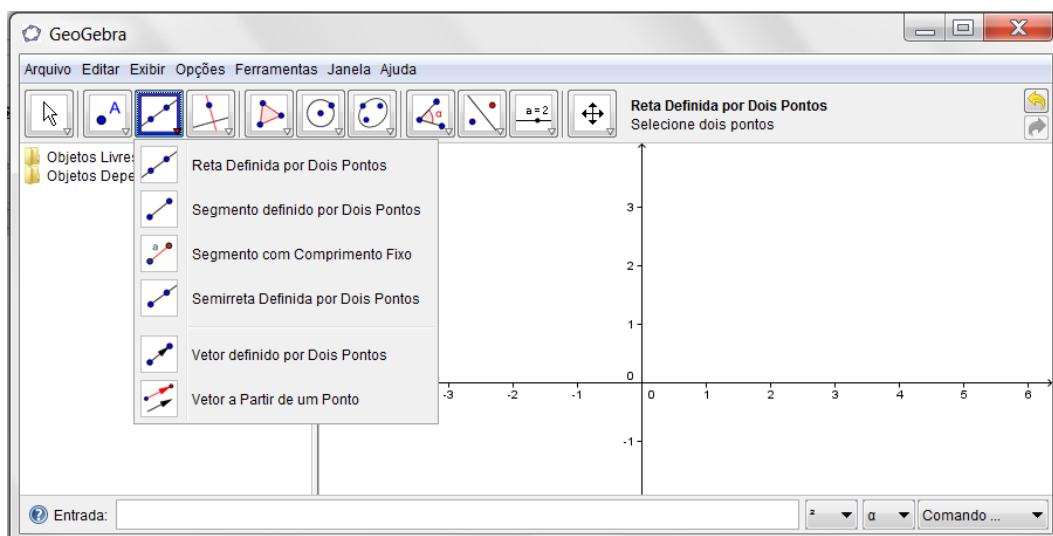 GeoGebra
Arquivo Editar Exibir Opções Ferramentas Janela Ajuda
A
α
a = 2
Reta Definida por Dois Pontos
Selecione dois pontos
Objetos Livres
Objetos Depe
Reta Definida por Dois Pontos
Segmento definido por Dois Pontos
a
Segmento com Comprimento Fixo
Semirreta Definida por Dois Pontos
Vetor definido por Dois Pontos
Vetor a Partir de um Ponto
3
2
1
0
-3 -2 -1 0 1 2 3 4 5 6
-1
Entrada:
² α Comando ...